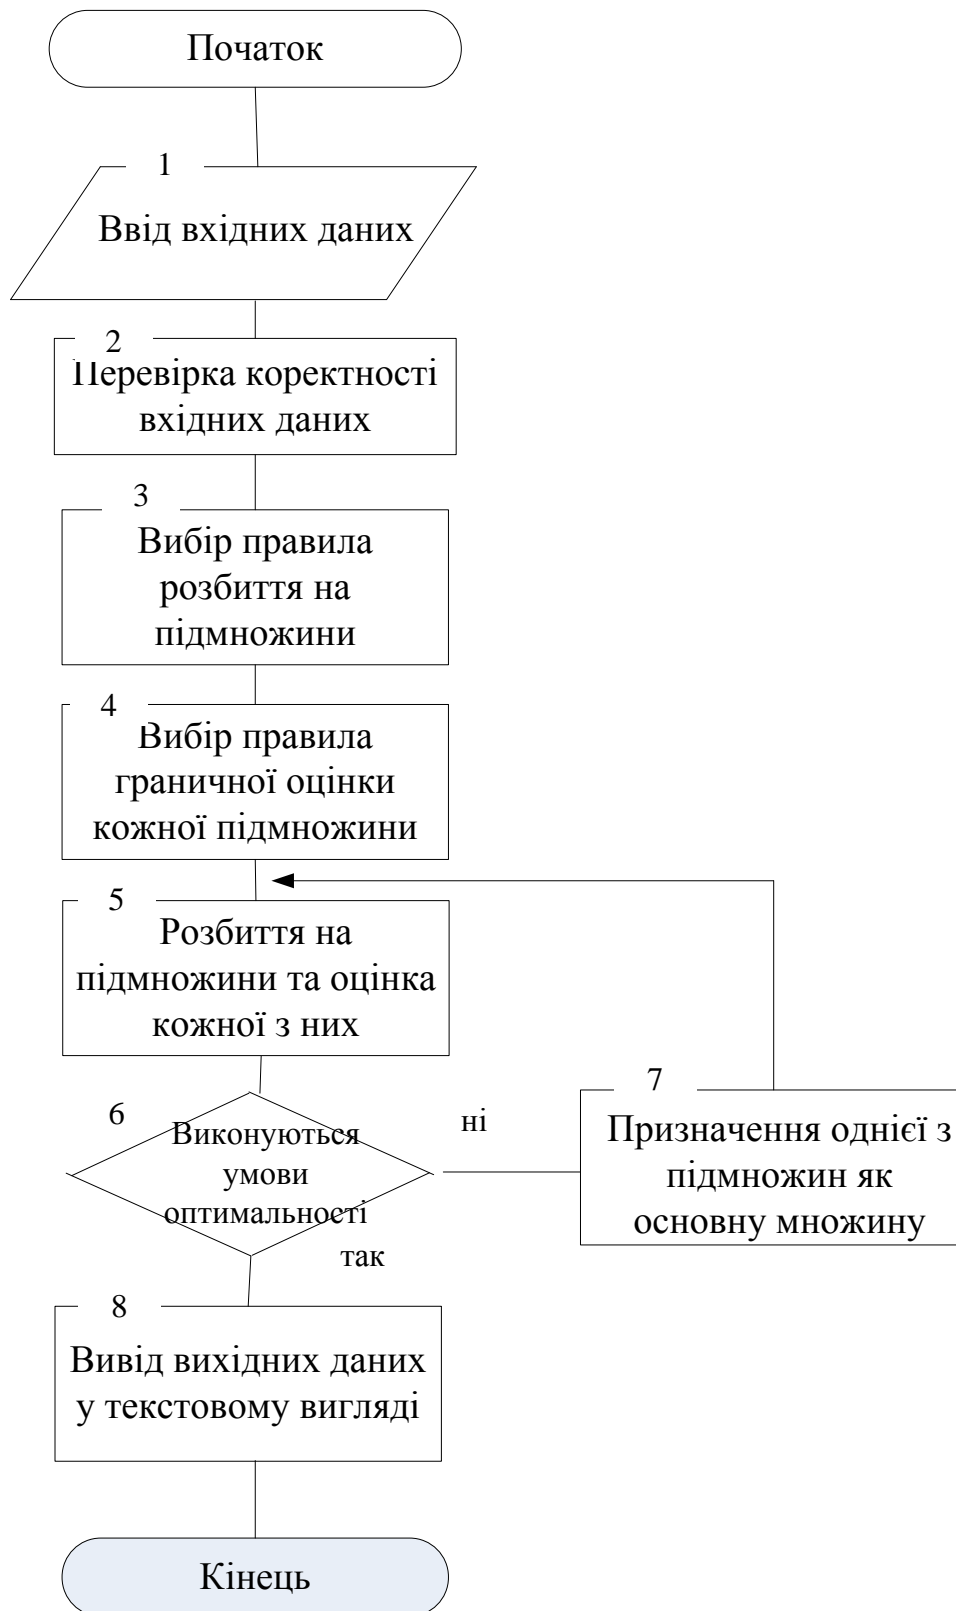 Початок
1
Ввід вхідних даних
2
Перевірка коректності
вхідних даних
3
Вибір правила
розбиття на
підмножини
4
Вибір правила
граничної оцінки
кожної підмножини
5
Розбиття на
підмножини та оцінка
кожної з них
6
Виконуються
умови
оптимальності
ні
7
Призначення однієї з
підмножин як
основну множину
так
8
Вивід вихідних даних
у текстовому вигляді
Кінець